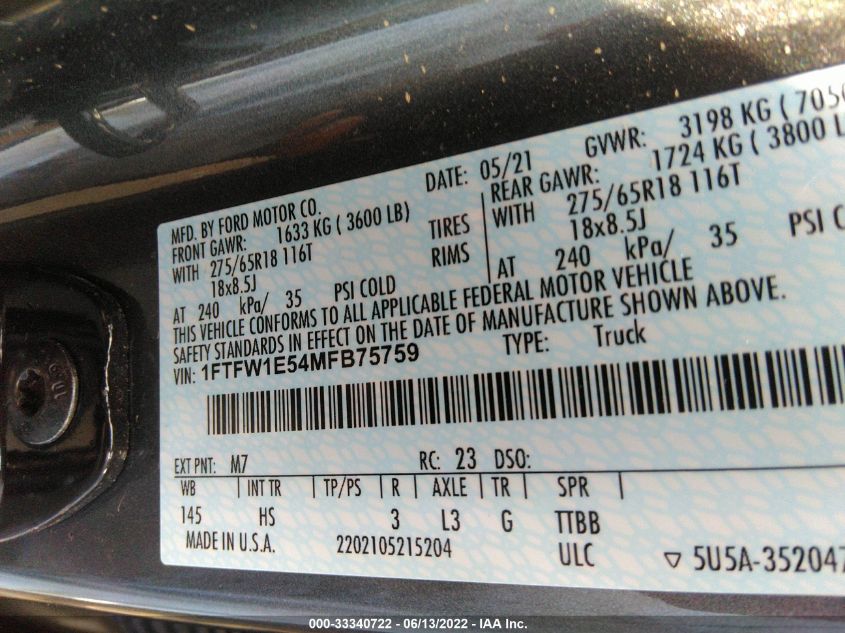 MFD. BY FORD MOTOR CO. DATE: 05/21 GVWR: 3198 KG ( 7050
FRONT GAWR: 1633 KG ( 3600 LB) REAR GAWR: 1724 KG ( 3800 L
WITH 275/65R18 116T TIRES WITH 275/65R18 116T
18x8.5J RIMS 18x8.5J
AT 240 kPa/ 35 PSI COLD AT 240 kPa/ 35 PSI C
THIS VEHICLE CONFORMS TO ALL APPLICABLE FEDERAL MOTOR VEHICLE
SAFETY STANDARDS IN EFFECT ON THE DATE OF MANUFACTURE SHOWN ABOVE.
VIN: 1FTFW1E54MFB75759 TYPE: Truck
EXT PNT: M7 RC: 23 DSO:
WB INT TR TP/PS R AXLE TR SPR
145 HS 3 L3 G TTBB
MADE IN U.S.A. 2202105215204 ULC 5U5A-352047
10.9
000-33340722 — 06/13/2022 - IAA Inc.